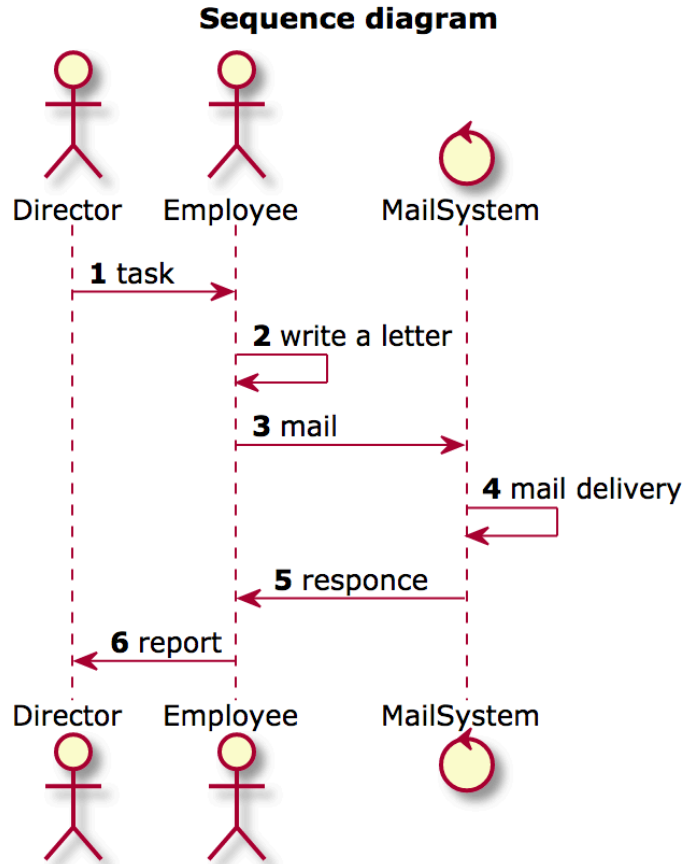 Sequence diagram
Director Employee MailSystem
1 task
2 write a letter
3 mail
4 mail delivery
5 responce
6 report
Director Employee MailSystem